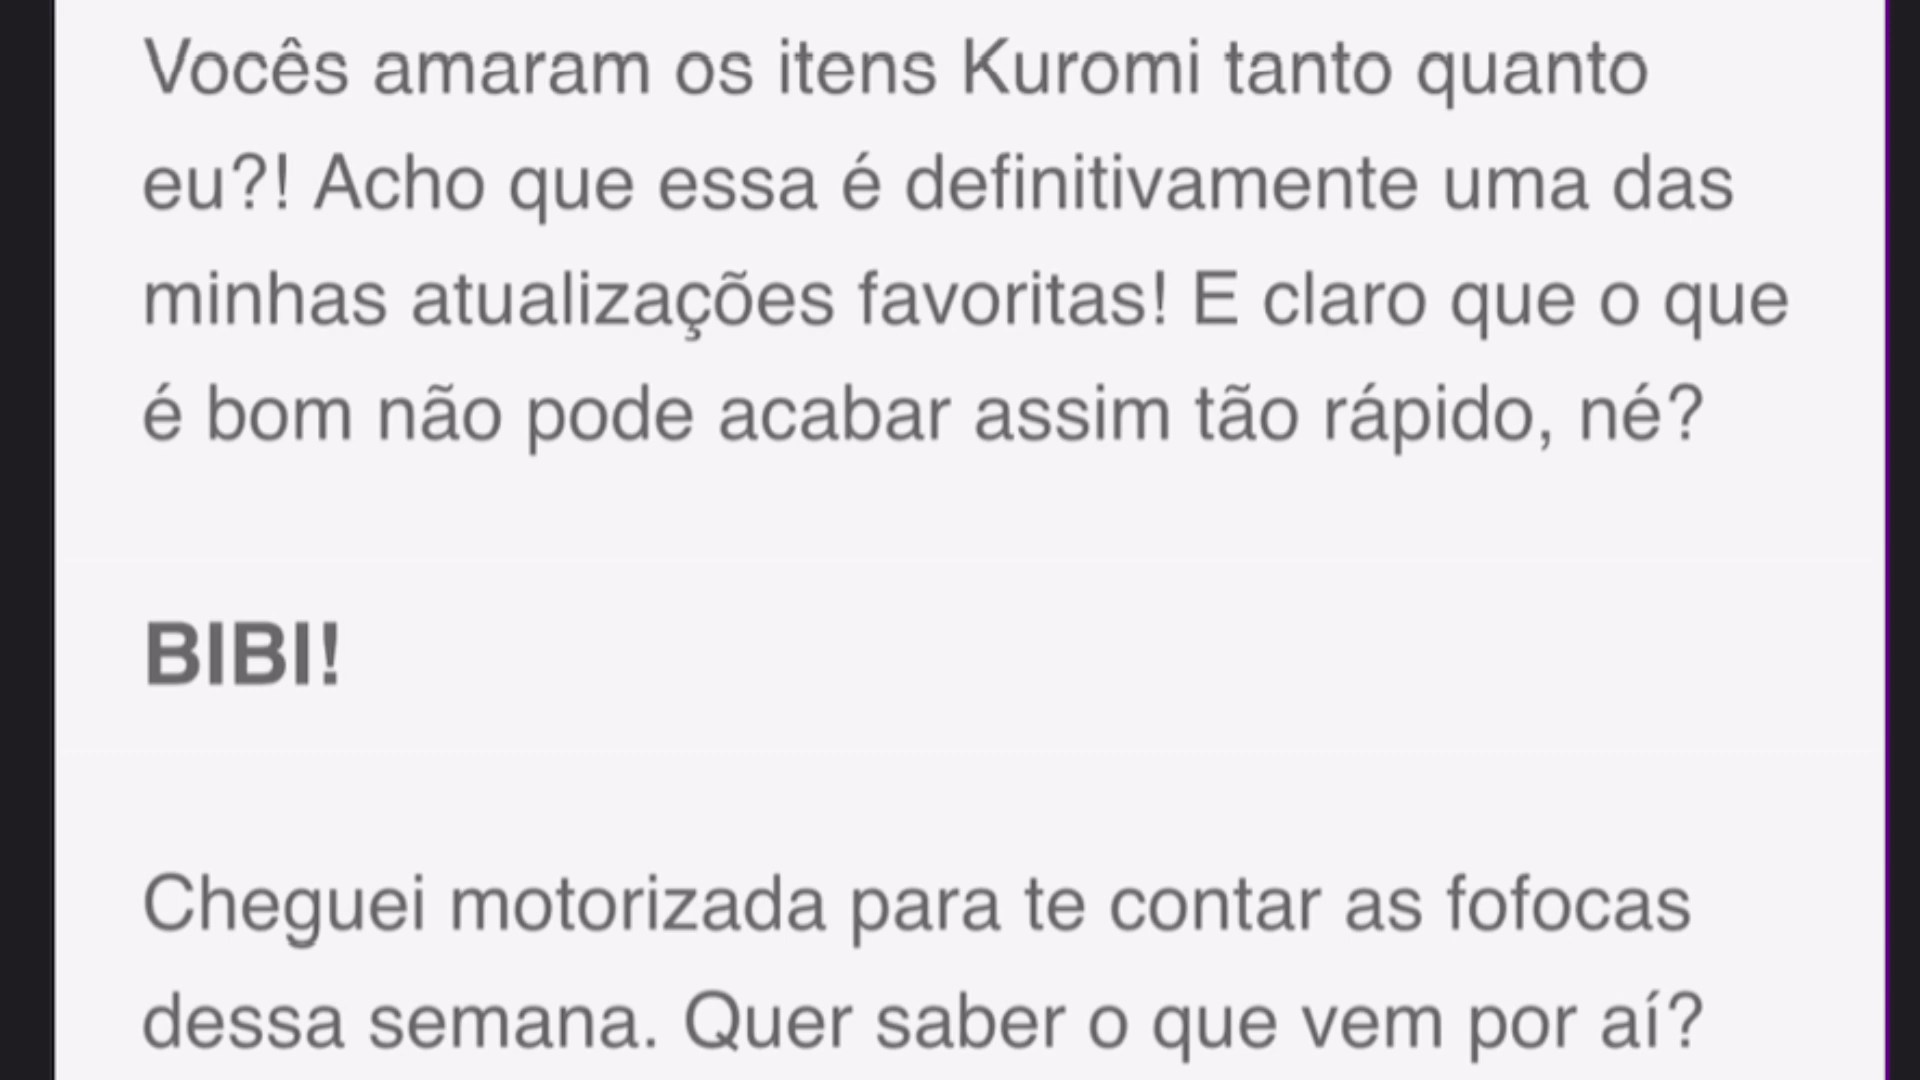 Vocês amaram os itens Kuromi tanto quanto
eu?! Acho que essa é definitivamente uma das
minhas atualizações favoritas! E claro que o que
é bom não pode acabar assim tão rápido, né?
BIBI!
Cheguei motorizada para te contar as fofocas
dessa semana. Quer saber o que vem por aí?